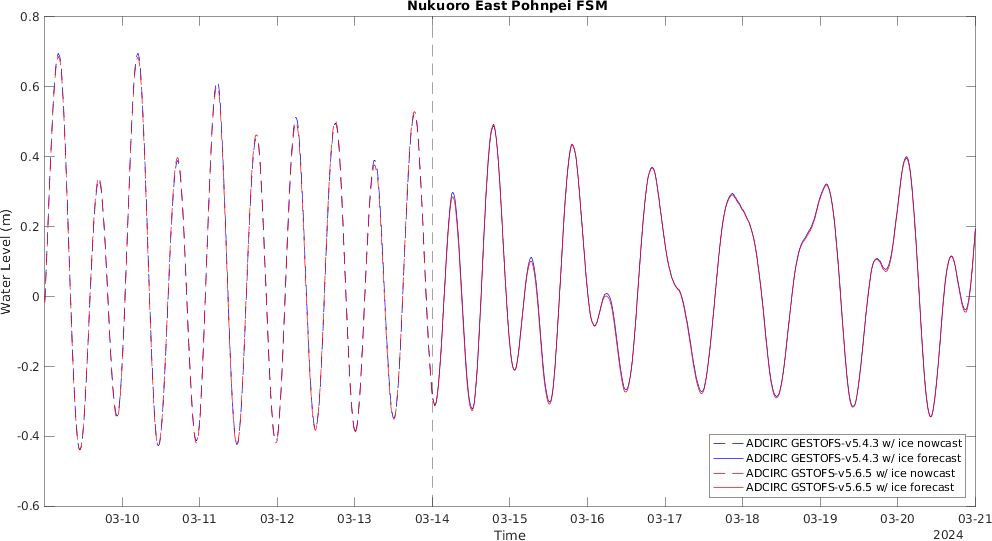 Nukuoro East Pohnpei FSM
0.8
0.6
0.4
0.2
0
-0.2
-0.4
-0.6
Water Level (m)
ADCIRC GESTOFS-v5.4.3 w/ ice nowcast
ADCIRC GESTOFS-v5.4.3 w/ ice forecast
ADCIRC GSTOFS-v5.6.5 w/ ice nowcast
ADCIRC GSTOFS-v5.6.5 w/ ice forecast
03-10 03-11 03-12 03-13 03-14 03-15 03-16 03-17 03-18 03-19 03-20 03-21
Time
2024